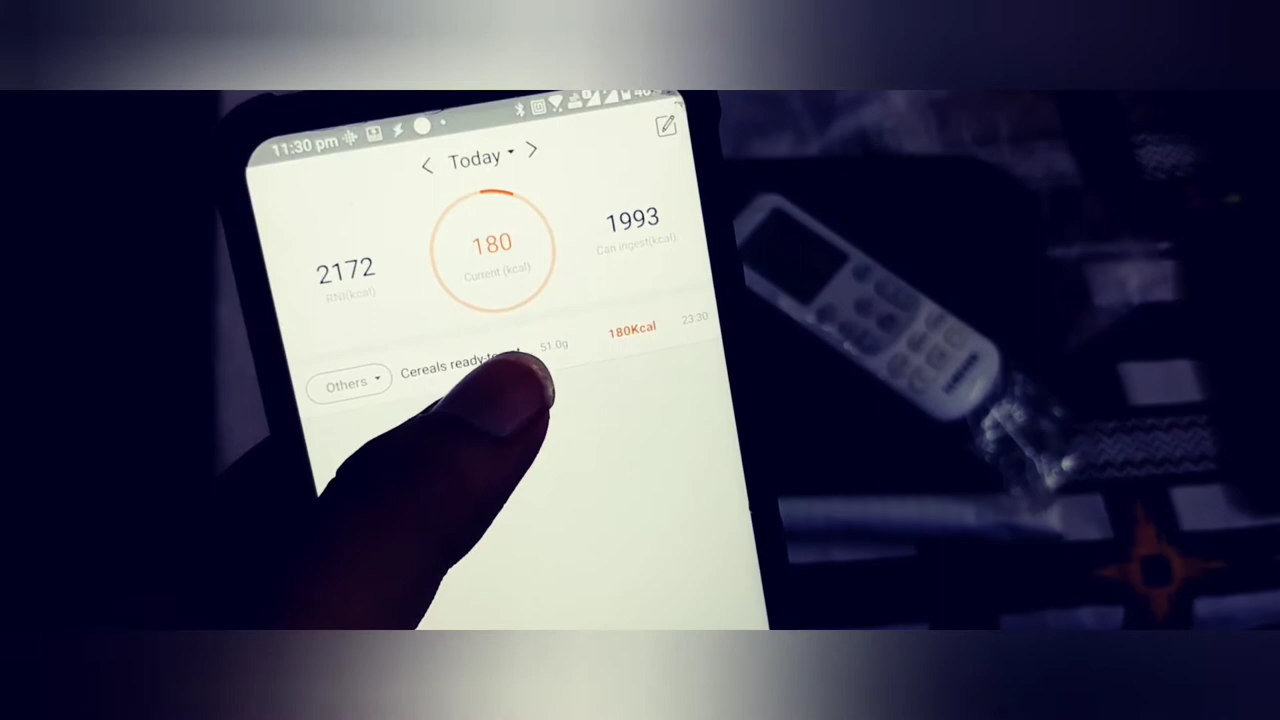 11:30 pm
Today
2172
RNI(kcal)
180
Current (kcal)
1993
Can ingest(kcal)
Others
Cereals ready
51.0g
180Kcal
23:30